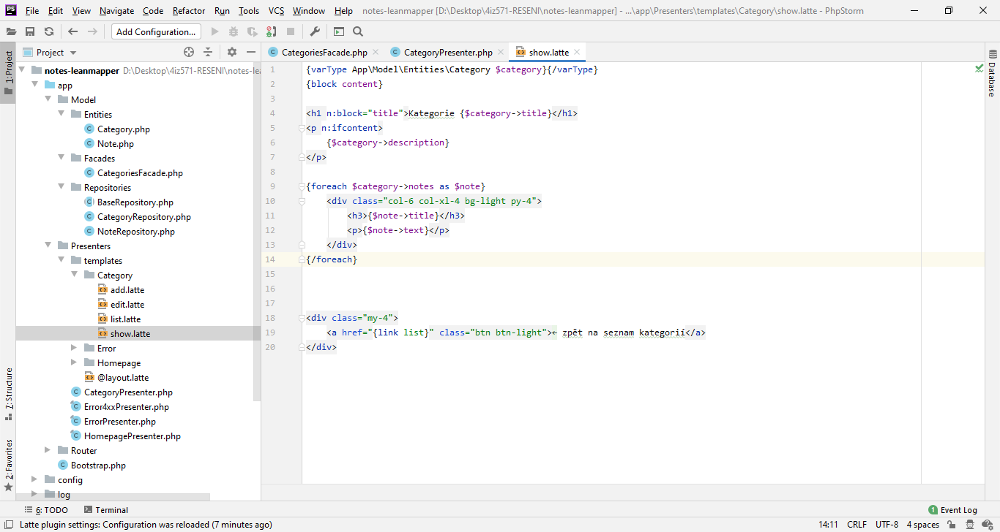 PS File Edit View Navigate Code Refactor Run Tools VCS Window Help notes-leanmapper [D:\Desktop\4iz571-RESENI\notes-leanmapper] - ...\app\Presenters\templates\Category\show.latte - PhpStorm
Add Configuration...
Project
CategoriesFacade.php
CategoryPresenter.php
show.latte
1: Project
7: Structure
2: Favorites
notes-leanmapper D:\Desktop\4iz571-RESENI\notes-lea
app
Model
Entities
Category.php
Note.php
Facades
CategoriesFacade.php
Repositories
BaseRepository.php
CategoryRepository.php
NoteRepository.php
Presenters
templates
Category
add.latte
edit.latte
list.latte
show.latte
Error
Homepage
@layout.latte
CategoryPresenter.php
Error4xxPresenter.php
ErrorPresenter.php
HomepagePresenter.php
Router
Bootstrap.php
config
log
1 {varType App\Model\Entities\Category $category}{/varType}
2 {block content}
3
4 <h1 n:block="title">Kategorie {$category->title}</h1>
5 <p n:ifcontent>
6 {$category->description}
7 </p>
8
9 {foreach $category->notes as $note}
10 <div class="col-6 col-xl-4 bg-light py-4">
11 <h3>{$note->title}</h3>
12 <p>{$note->text}</p>
13 </div>
14 {/foreach}
15
16
17
18 <div class="my-4">
19 <a href="{link list}" class="btn btn-light">← zpět na seznam kategorií</a>
20 </div>
Database
6: TODO
Terminal
1 Event Log
Latte plugin settings: Configuration was reloaded (7 minutes ago)
14:11 CRLF UTF-8 4 spaces